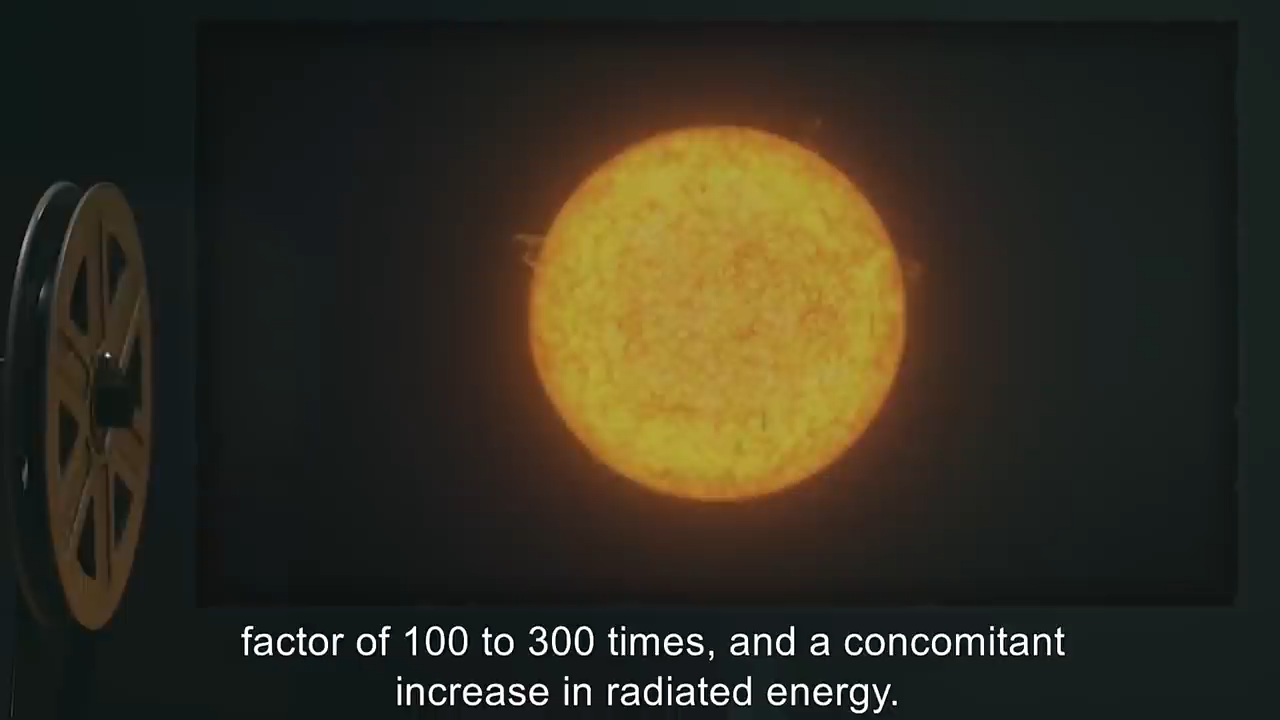 factor of 100 to 300 times, and a concomitant
increase in radiated energy.